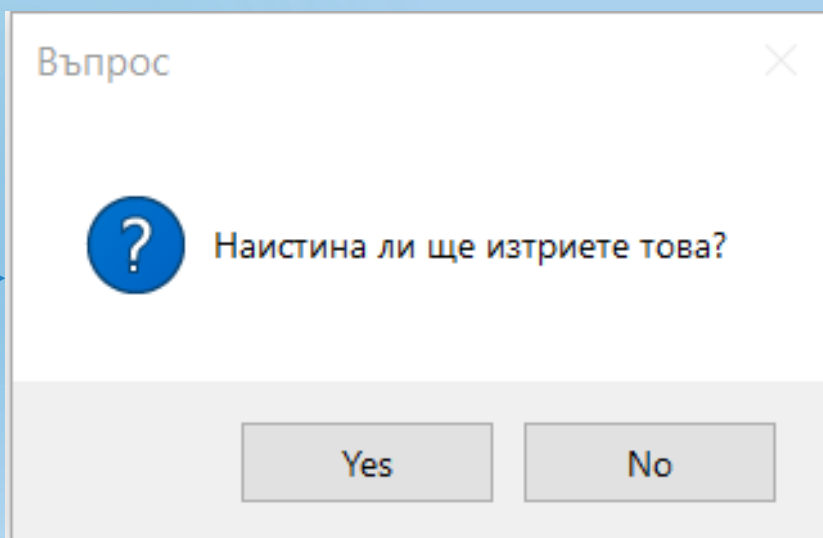 Въпрос
Наистина ли ще изтриете това?
Yes
No